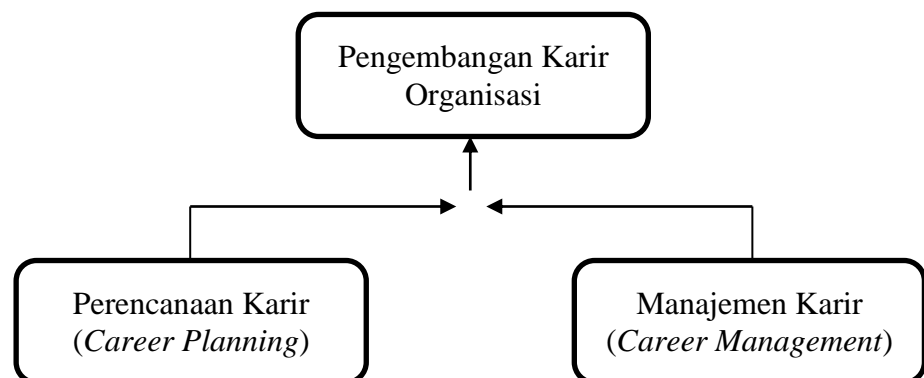 Pengembangan Karir
Organisasi
Perencanaan Karir
(Career Planning)
Manajemen Karir
(Career Management)